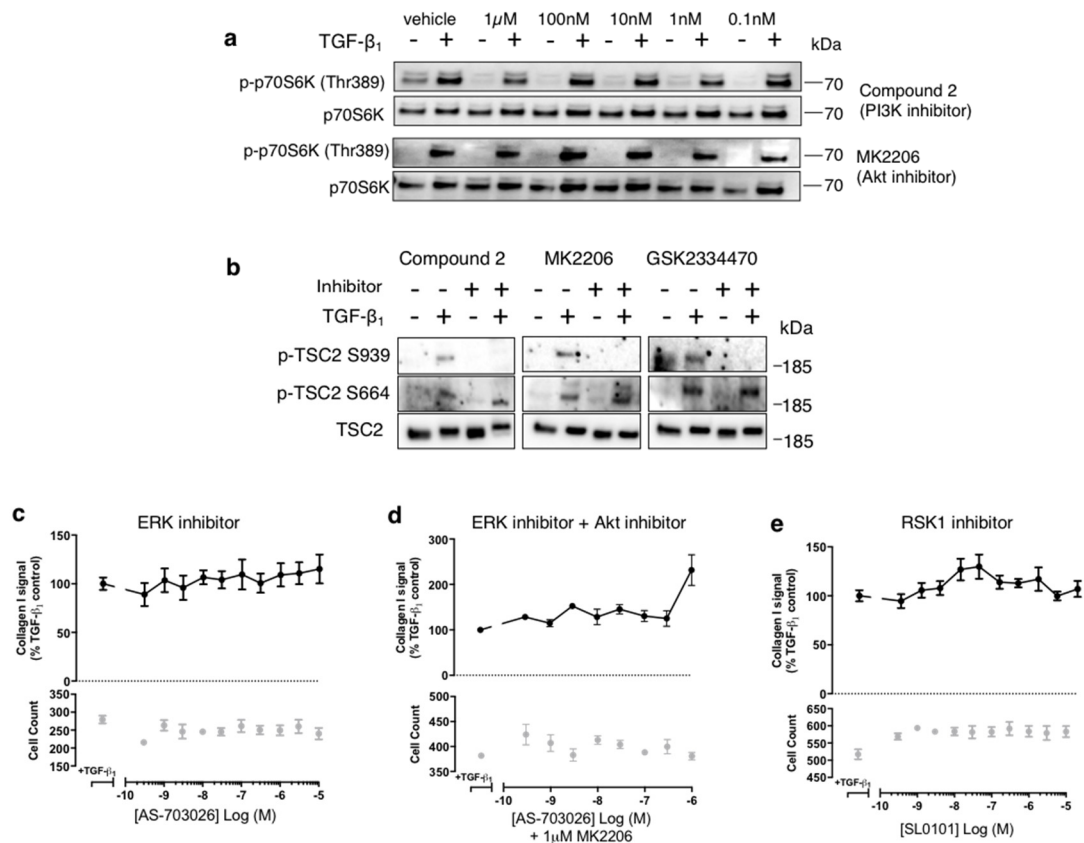 vehicle 1µM 100nM 10nM 1nM 0.1nM
a TGF-β₁ - + - + - + - + - + - + kDa
p-p70S6K (Thr389) 70
p70S6K 70
Compound 2
(PI3K inhibitor)
p-p70S6K (Thr389) 70
p70S6K 70
MK2206
(Akt inhibitor)
b
Compound 2 MK2206 GSK2334470
Inhibitor - - + + - - + + - - + +
TGF-β₁ - + - + - + - + - + - +
kDa
p-TSC2 S939 -185
p-TSC2 S664 -185
TSC2 -185
c
ERK inhibitor
Collagen I signal
(% TGF-β₁ control)
150
100
50
0
Cell Count
350
300
250
200
150
+TGF-β₁
-10 -9 -8 -7 -6 -5
[AS-703026] Log (M)
d
ERK inhibitor + Akt inhibitor
Collagen I signal
(% TGF-β₁ control)
300
200
100
0
Cell Count
500
450
400
350
+TGF-β₁
-10 -9 -8 -7 -6
[AS-703026] Log (M)
+ 1µM MK2206
e
RSK1 inhibitor
Collagen I signal
(% TGF-β₁ control)
150
100
50
0
Cell Count
650
600
550
500
450
+TGF-β₁
-10 -9 -8 -7 -6 -5
[SL0101] Log (M)